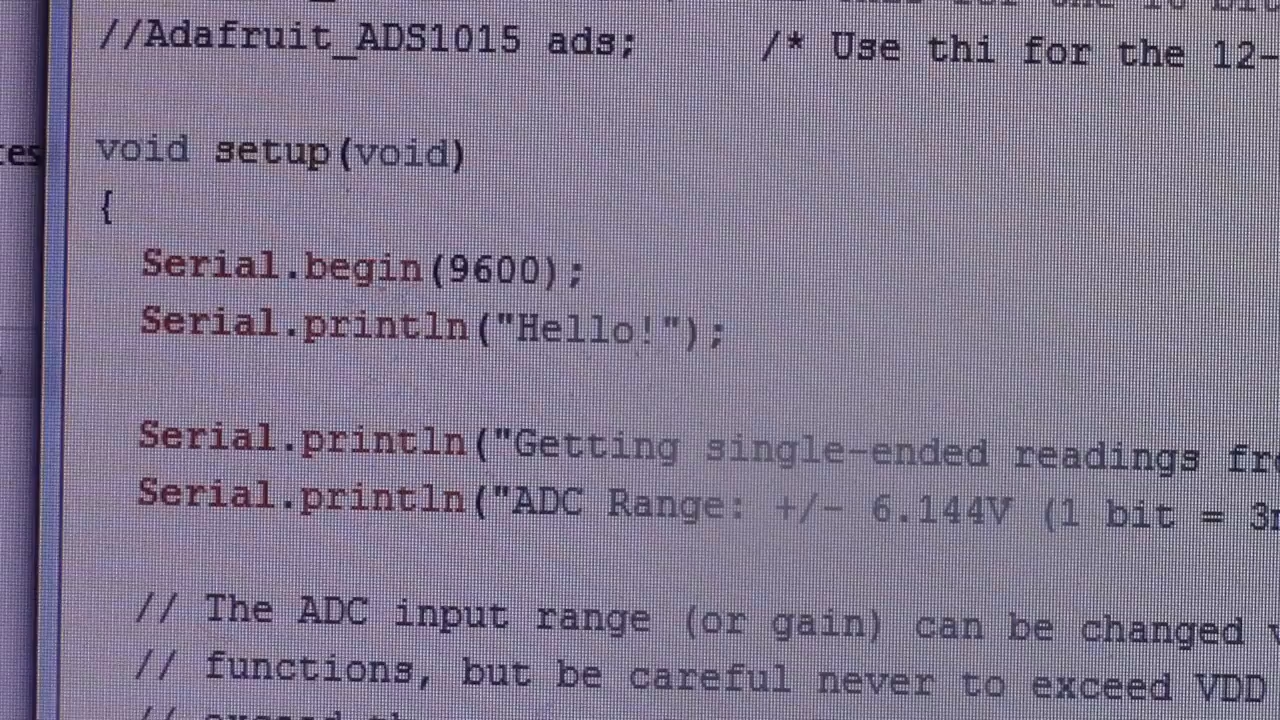 //Adafruit_ADS1015 ads;     /* Use thi for the 12-
void setup(void)
{
Serial.begin(9600);
Serial.println("Hello!");
Serial.println("Getting single-ended readings fro
Serial.println("ADC Range: +/- 6.144V (1 bit = 3m
// The ADC input range (or gain) can be changed
// functions, but be careful never to exceed VDD